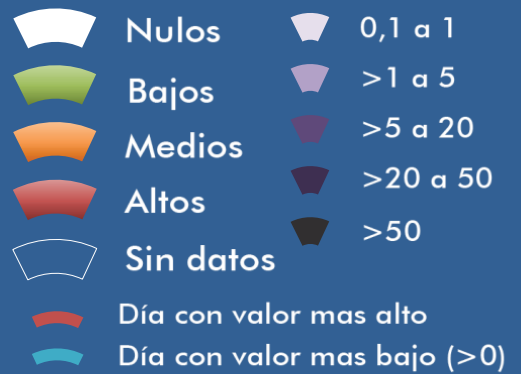 Nulos
Bajos
Medios
Altos
Sin datos
0,1 a 1
>1 a 5
>5 a 20
>20 a 50
>50
Día con valor mas alto
Día con valor mas bajo (>0)